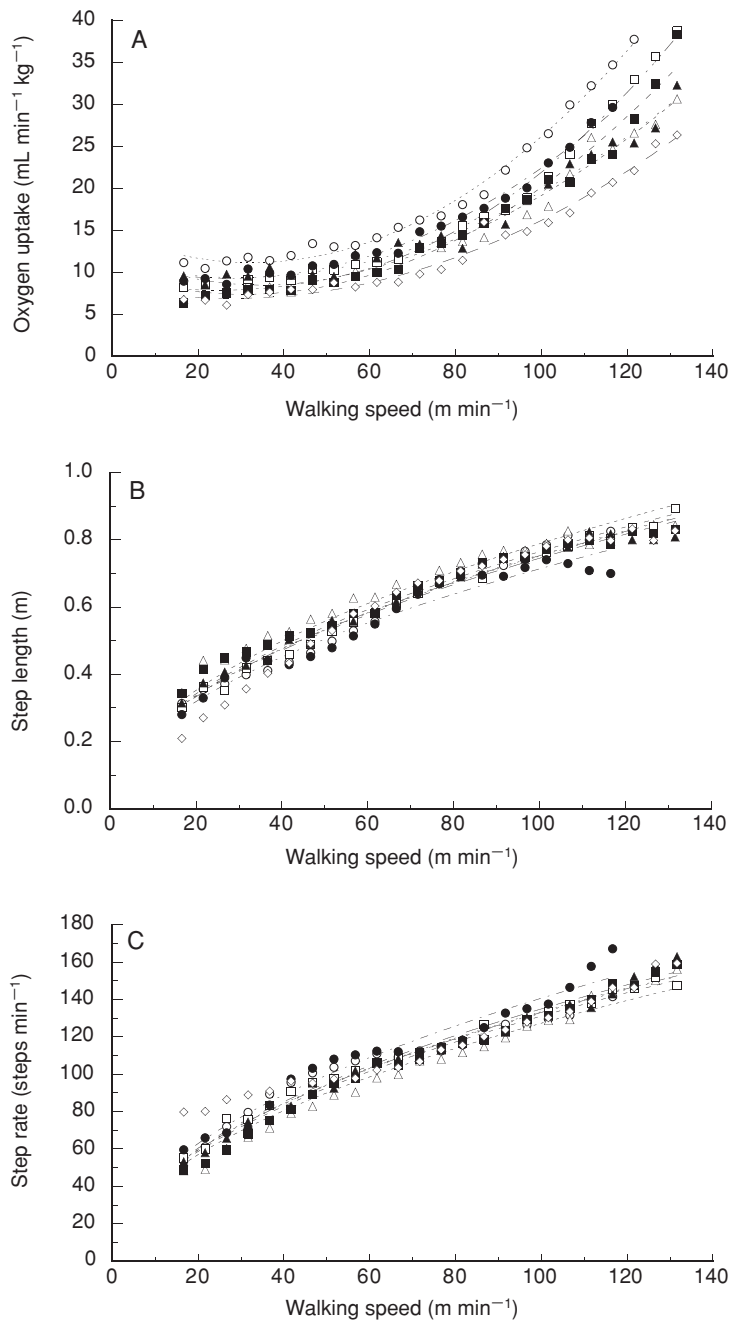 A
Oxygen uptake (mL min⁻¹ kg⁻¹)
40
35
30
25
20
15
10
5
0
0 20 40 60 80 100 120 140
Walking speed (m min⁻¹)
B
Step length (m)
1.0
0.8
0.6
0.4
0.2
0.0
0 20 40 60 80 100 120 140
Walking speed (m min⁻¹)
C
Step rate (steps min⁻¹)
180
160
140
120
100
80
60
40
20
0
0 20 40 60 80 100 120 140
Walking speed (m min⁻¹)